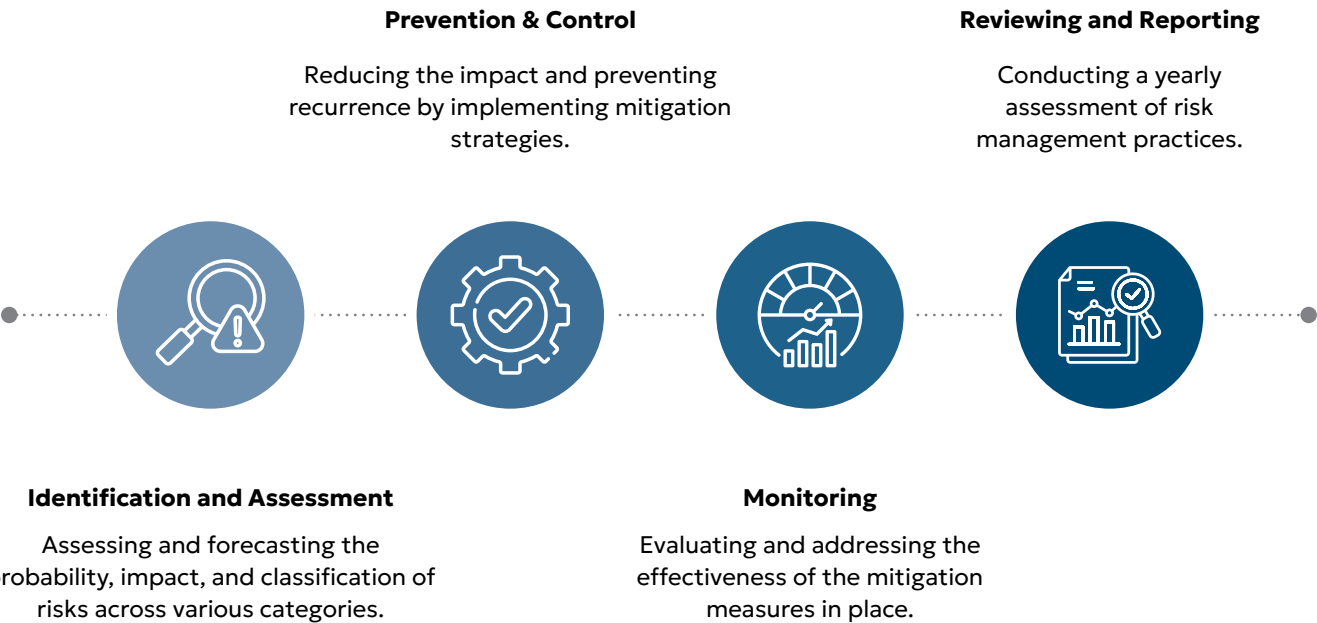 Prevention & Control
Reducing the impact and preventing
recurrence by implementing mitigation
strategies.
Reviewing and Reporting
Conducting a yearly
assessment of risk
management practices.
Identification and Assessment
Assessing and forecasting the
probability, impact, and classification of
risks across various categories.
Monitoring
Evaluating and addressing the
effectiveness of the mitigation
measures in place.